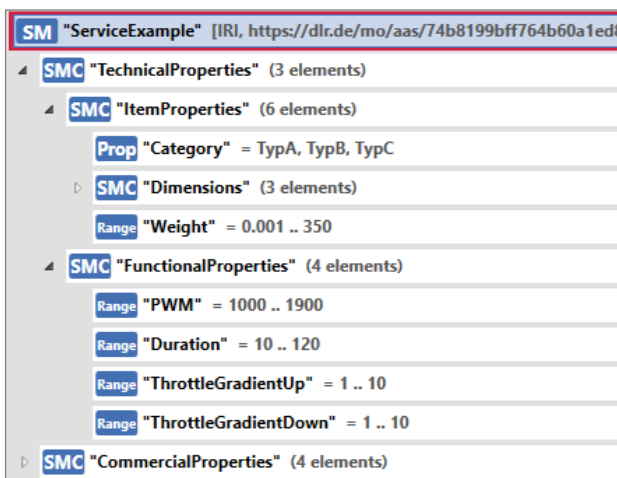 SM "ServiceExample" [IRI, https://dlr.de/mo/aas/74b8199bff764b60a1ed8
SMC "TechnicalProperties" (3 elements)
SMC "ItemProperties" (6 elements)
Prop "Category" = TypA, TypB, TypC
SMC "Dimensions" (3 elements)
Range "Weight" = 0.001 .. 350
SMC "FunctionalProperties" (4 elements)
Range "PWM" = 1000 .. 1900
Range "Duration" = 10 .. 120
Range "ThrottleGradientUp" = 1 .. 10
Range "ThrottleGradientDown" = 1 .. 10
SMC "CommercialProperties" (4 elements)